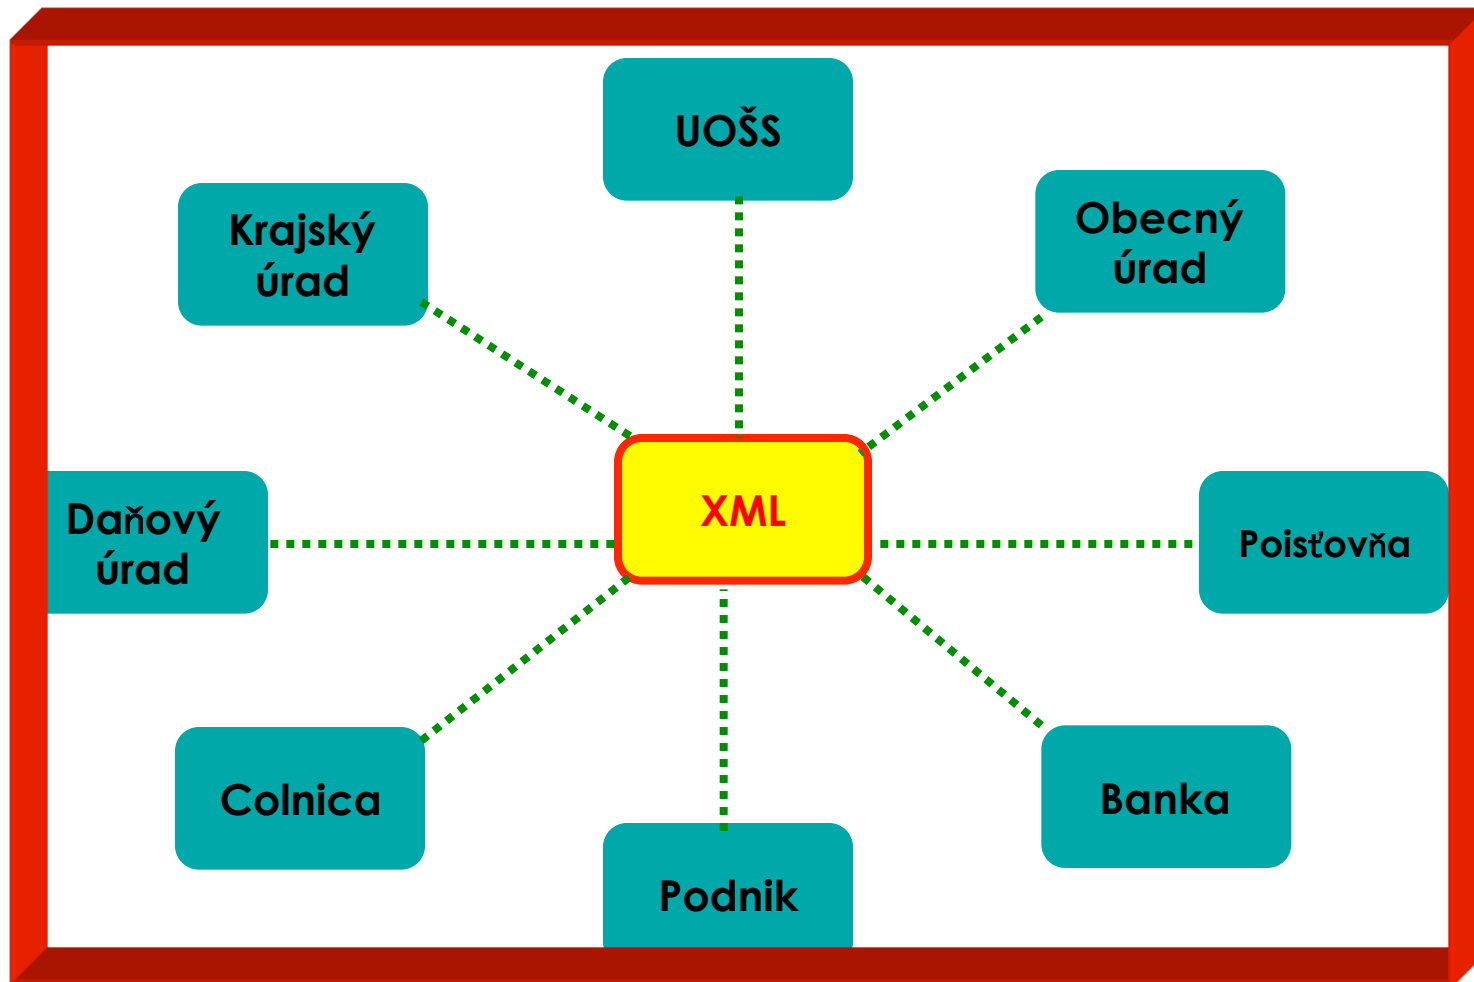 UOŠS
Krajský
úrad
Obecný
úrad
XML
Daňový
úrad
Poisťovňa
Colnica
Banka
Podnik